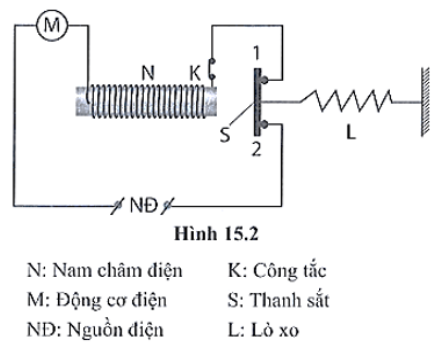 M
N K 1
S 2 L
NĐ
Hình 15.2
N: Nam châm điện K: Công tắc
M: Động cơ điện S: Thanh sắt
NĐ: Nguồn điện L: Lò xo